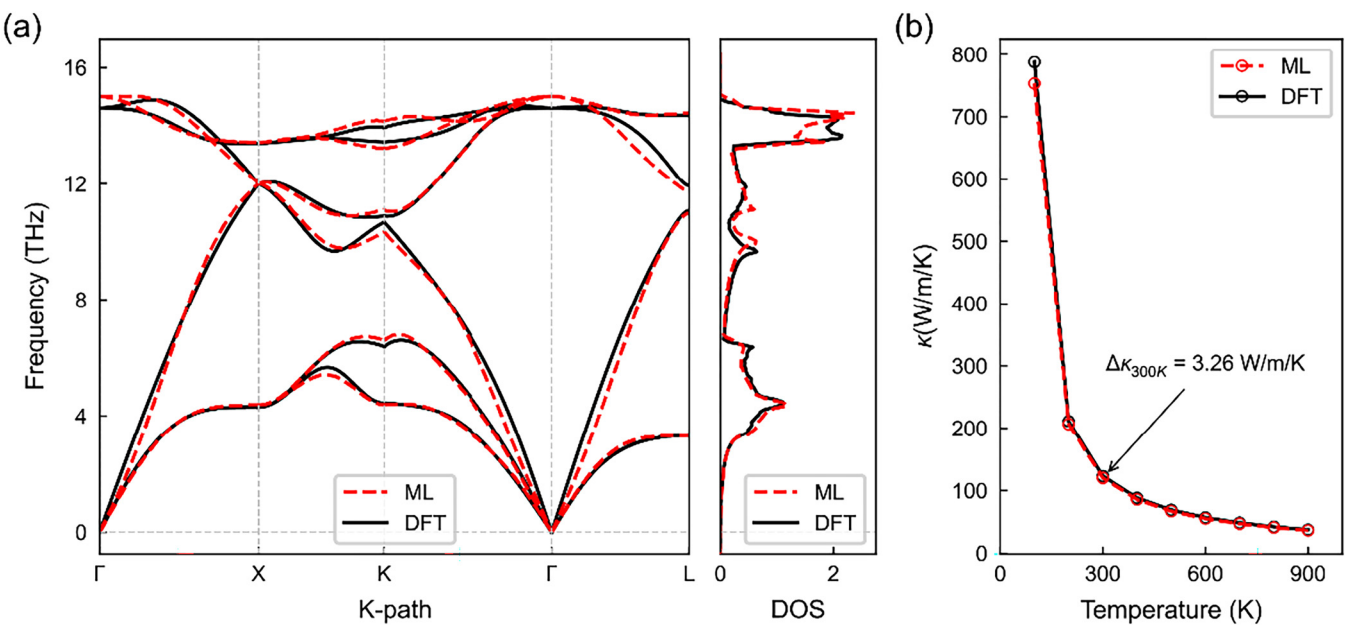 (a)
Frequency (THz)
16
12
8
4
0
ML
DFT
Γ X K Γ L
K-path
ML
DFT
0 2
DOS
(b)
κ(W/m/K)
800
700
600
500
400
300
200
100
0
ML
DFT
Δκ300K = 3.26 W/m/K
0 300 600 900
Temperature (K)